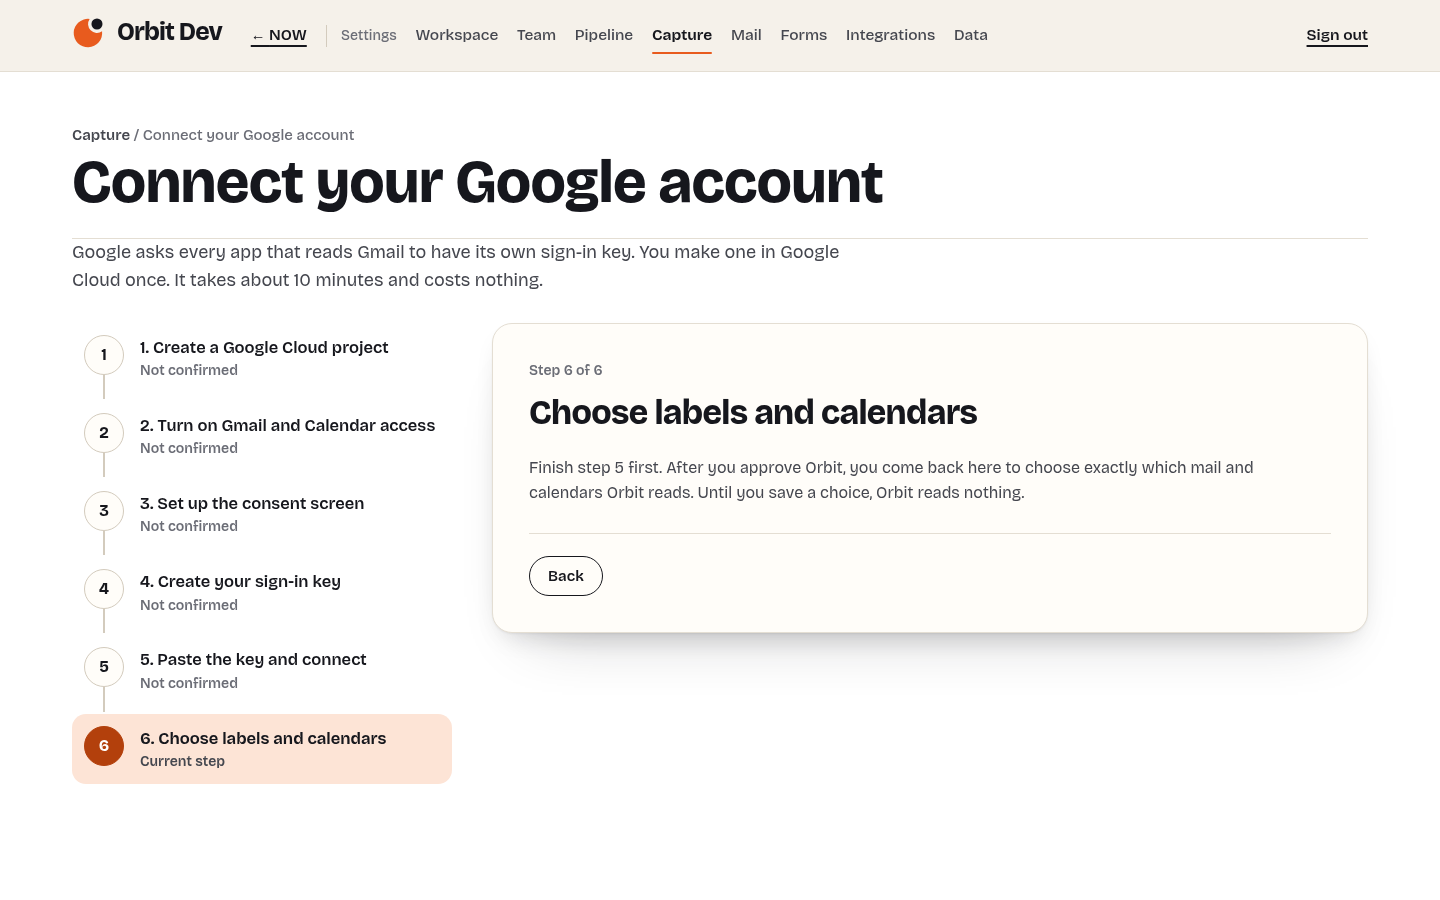 Orbit Dev
← NOW
Settings
Workspace
Team
Pipeline
Capture
Mail
Forms
Integrations
Data
Sign out
Capture / Connect your Google account
Connect your Google account
Google asks every app that reads Gmail to have its own sign-in key. You make one in Google
Cloud once. It takes about 10 minutes and costs nothing.
1
1. Create a Google Cloud project
Not confirmed
2
2. Turn on Gmail and Calendar access
Not confirmed
3
3. Set up the consent screen
Not confirmed
4
4. Create your sign-in key
Not confirmed
5
5. Paste the key and connect
Not confirmed
6
6. Choose labels and calendars
Current step
Step 6 of 6
Choose labels and calendars
Finish step 5 first. After you approve Orbit, you come back here to choose exactly which mail and
calendars Orbit reads. Until you save a choice, Orbit reads nothing.
Back